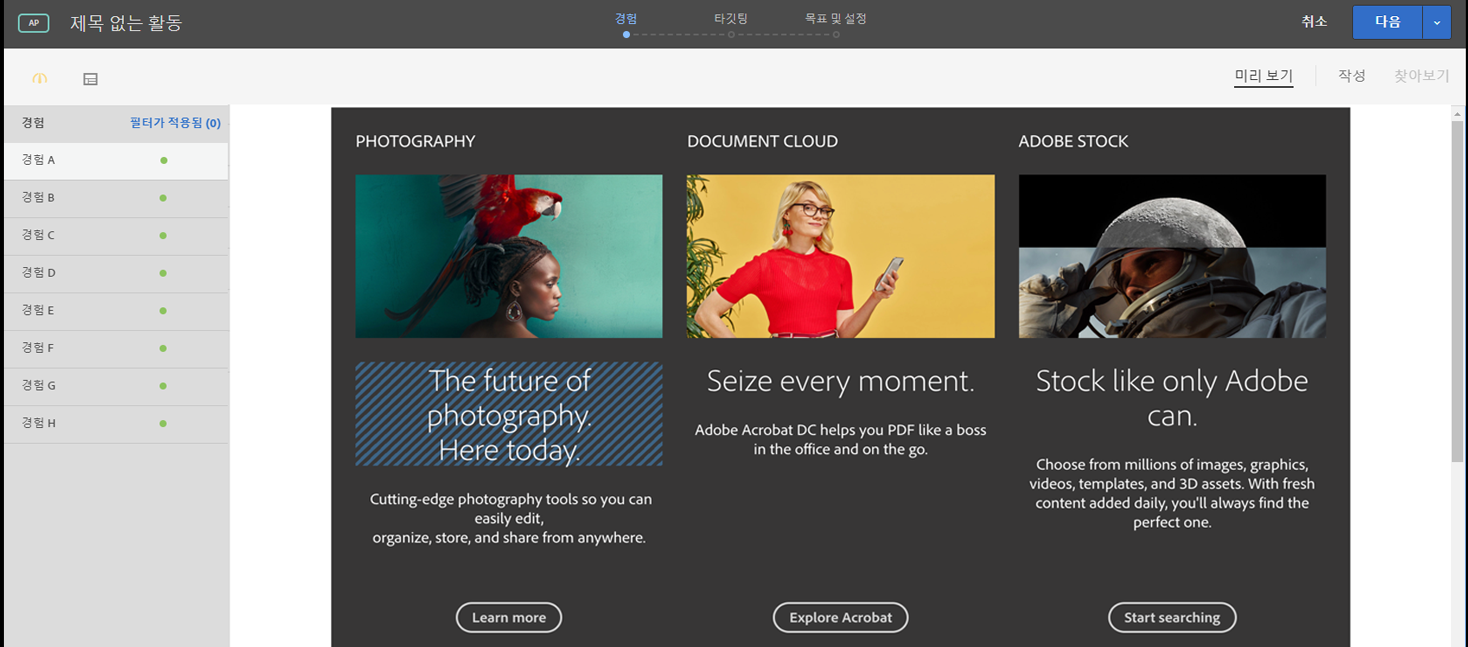 AP
제목 없는 활동
경험
타깃팅
목표 및 설정
취소
다음
미리 보기
작성
찾아보기
경험
필터가 적용됨 (0)
경험 A
경험 B
경험 C
경험 D
경험 E
경험 F
경험 G
경험 H
PHOTOGRAPHY
The future of
photography.
Here today.
Cutting-edge photography tools so you can
easily edit,
organize, store, and share from anywhere.
Learn more
DOCUMENT CLOUD
Seize every moment.
Adobe Acrobat DC helps you PDF like a boss
in the office and on the go.
Explore Acrobat
ADOBE STOCK
Stock like only Adobe
can.
Choose from millions of images, graphics,
videos, templates, and 3D assets. With fresh
content added daily, you'll always find the
perfect one.
Start searching